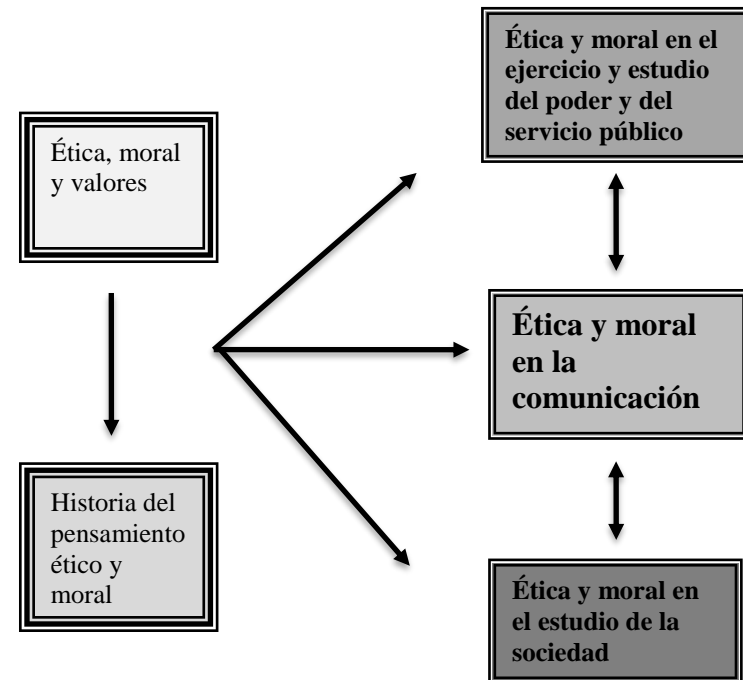 Ética, moral
y valores
Historia del
pensamiento
ético y
moral
Ética y moral en el
ejercicio y estudio
del poder y del
servicio público
Ética y moral
en la
comunicación
Ética y moral en
el estudio de la
sociedad